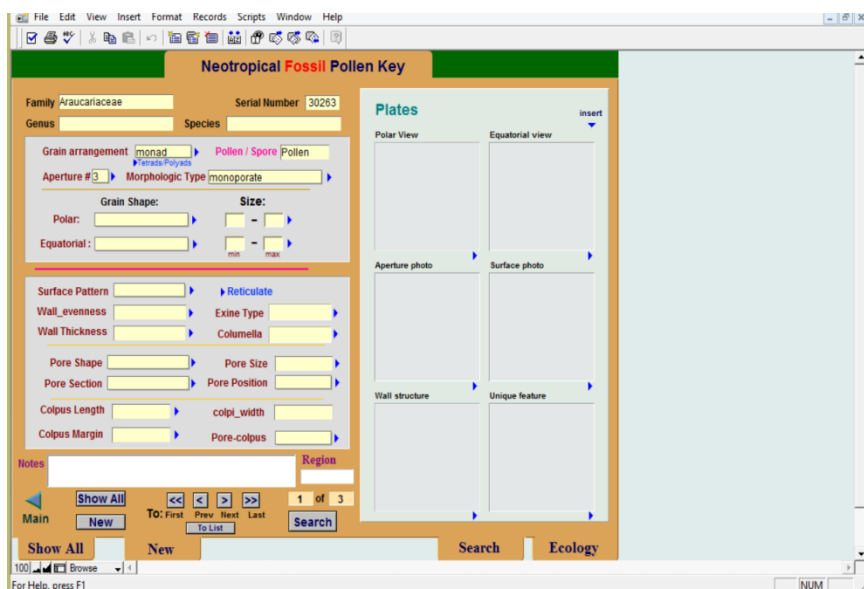 File Edit View Insert Format Records Scripts Window Help
Neotropical Fossil Pollen Key
Family Araucariaceae Serial Number 30263
Genus Species
Grain arrangement monad Pollen / Spore Pollen
Tetrads/Polyads
Aperture # 3 Morphologic Type monoporate
Grain Shape: Size:
Polar: –
Equatorial : –
min max
Surface Pattern Reticulate
Wall_evenness Exine Type
Wall Thickness Columella
Pore Shape Pore Size
Pore Section Pore Position
Colpus Length colpi_width
Colpus Margin Pore-colpus
Notes Region
Show All << < > >> 1 of 3
Main New To: First Prev Next Last Search
To List
Plates
insert
Polar View Equatorial view
Aperture photo Surface photo
Wall structure Unique feature
Show All New Search Ecology
100 Browse
For Help, press F1 NUM